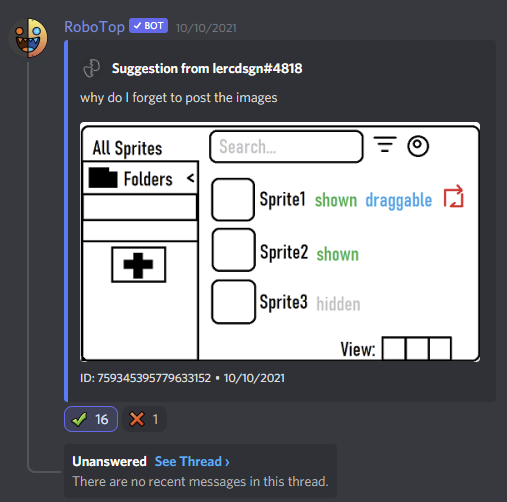 RoboTop ✓ BOT 10/10/2021
Suggestion from lercdsgn#4818
why do I forget to post the images
All Sprites
Search...
Folders <
Sprite1 shown draggable
Sprite2 shown
Sprite3 hidden
View:
ID: 759345395779633152 • 10/10/2021
16 1
Unanswered See Thread ›
There are no recent messages in this thread.